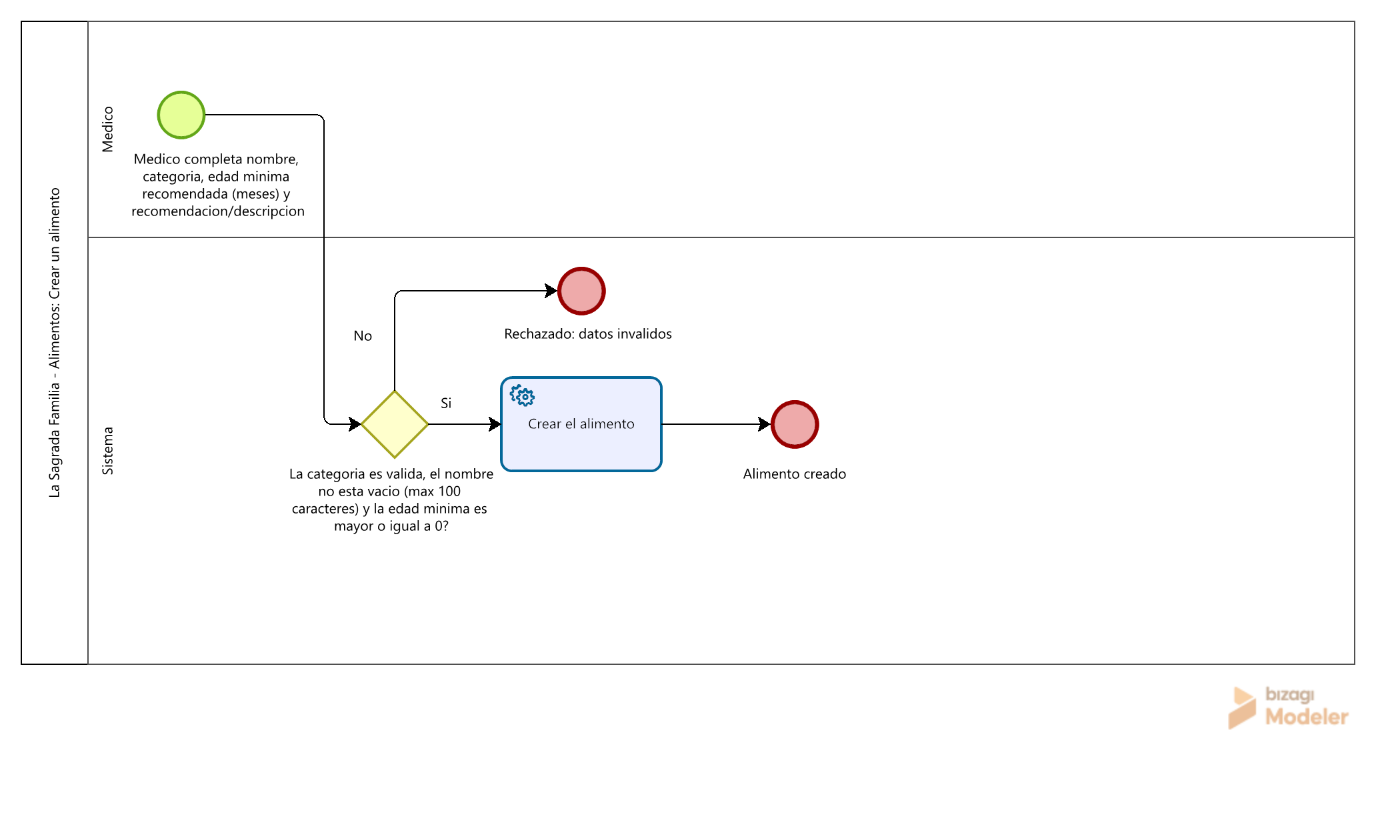 La Sagrada Familia - Alimentos: Crear un alimento
Medico
Medico completa nombre,
categoria, edad minima
recomendada (meses) y
recomendacion/descripcion
Sistema
No
Rechazado: datos invalidos
Si
Crear el alimento
La categoria es valida, el nombre
no esta vacio (max 100
caracteres) y la edad minima es
mayor o igual a 0?
Alimento creado
bizagi
Modeler